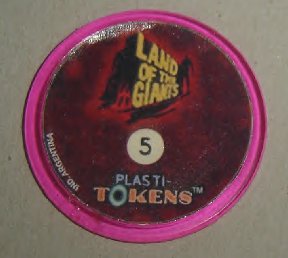 LAND
OF THE
GIANTS
5
PLASTI-
TOKENS™
IND. ARGENTINA